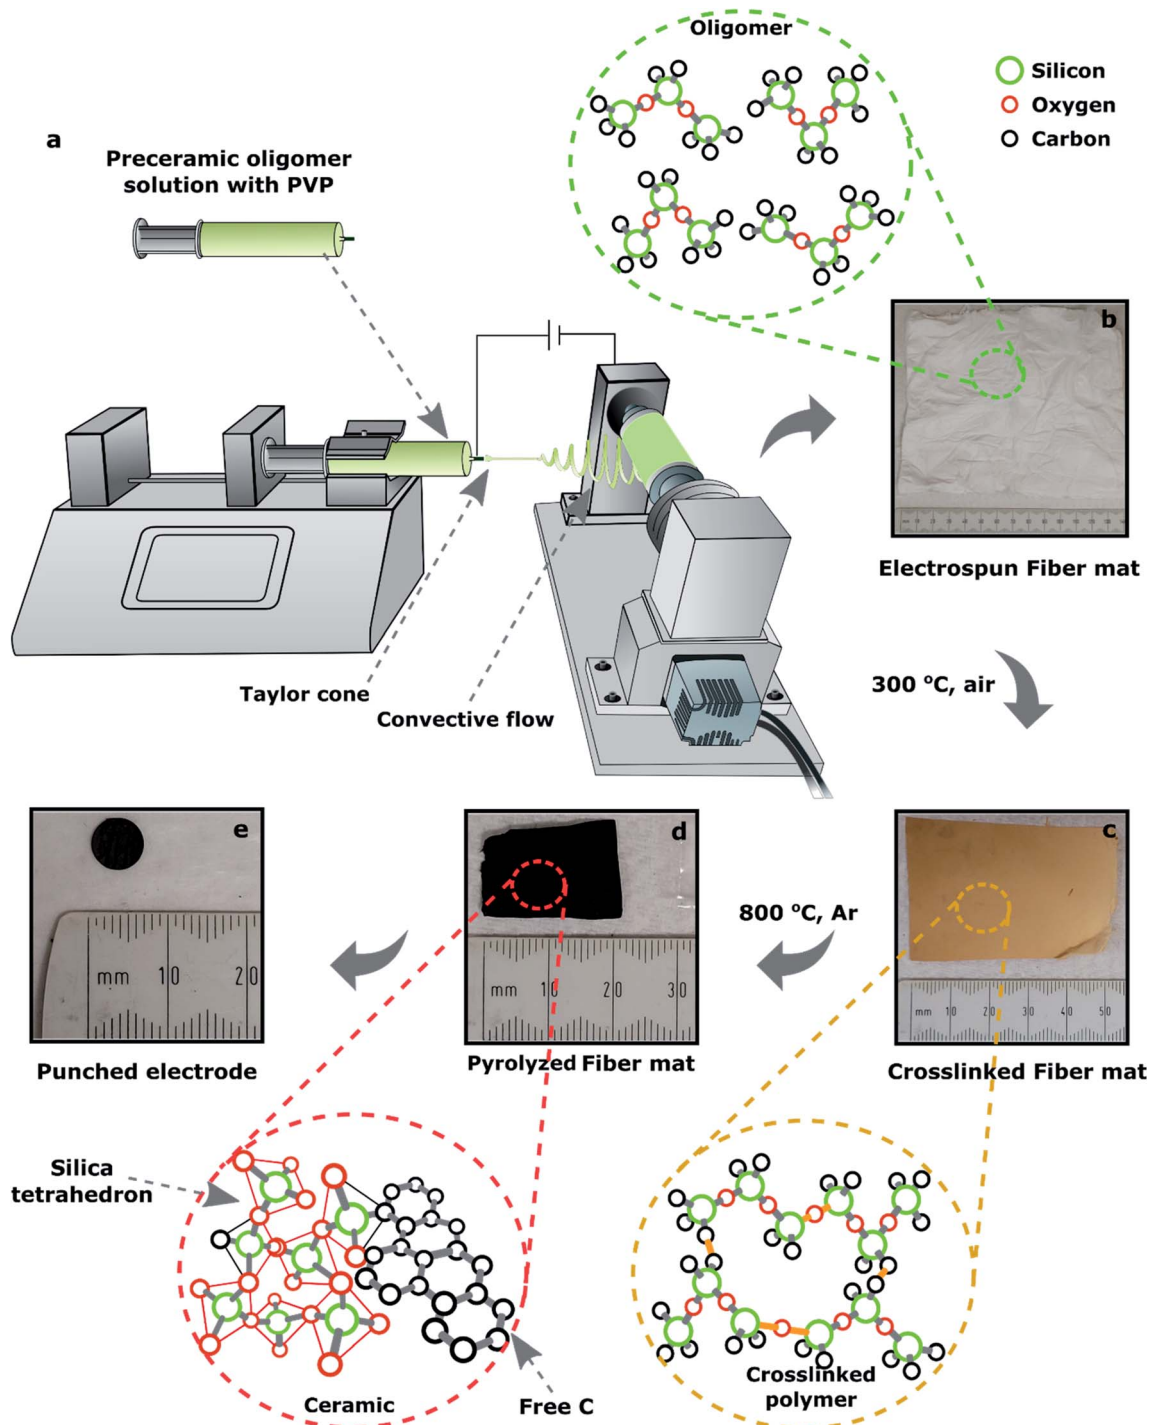 Oligomer
Silicon
Oxygen
Carbon
a
Preceramic oligomer
solution with PVP
b
Electrospun Fiber mat
Taylor cone
Convective flow
300 °C, air
e
mm 10 20
Punched electrode
d
mm 10 20 30
Pyrolyzed Fiber mat
800 °C, Ar
c
mm 10 20 30 40 50
Crosslinked Fiber mat
Silica
tetrahedron
Ceramic
Free C
Crosslinked
polymer